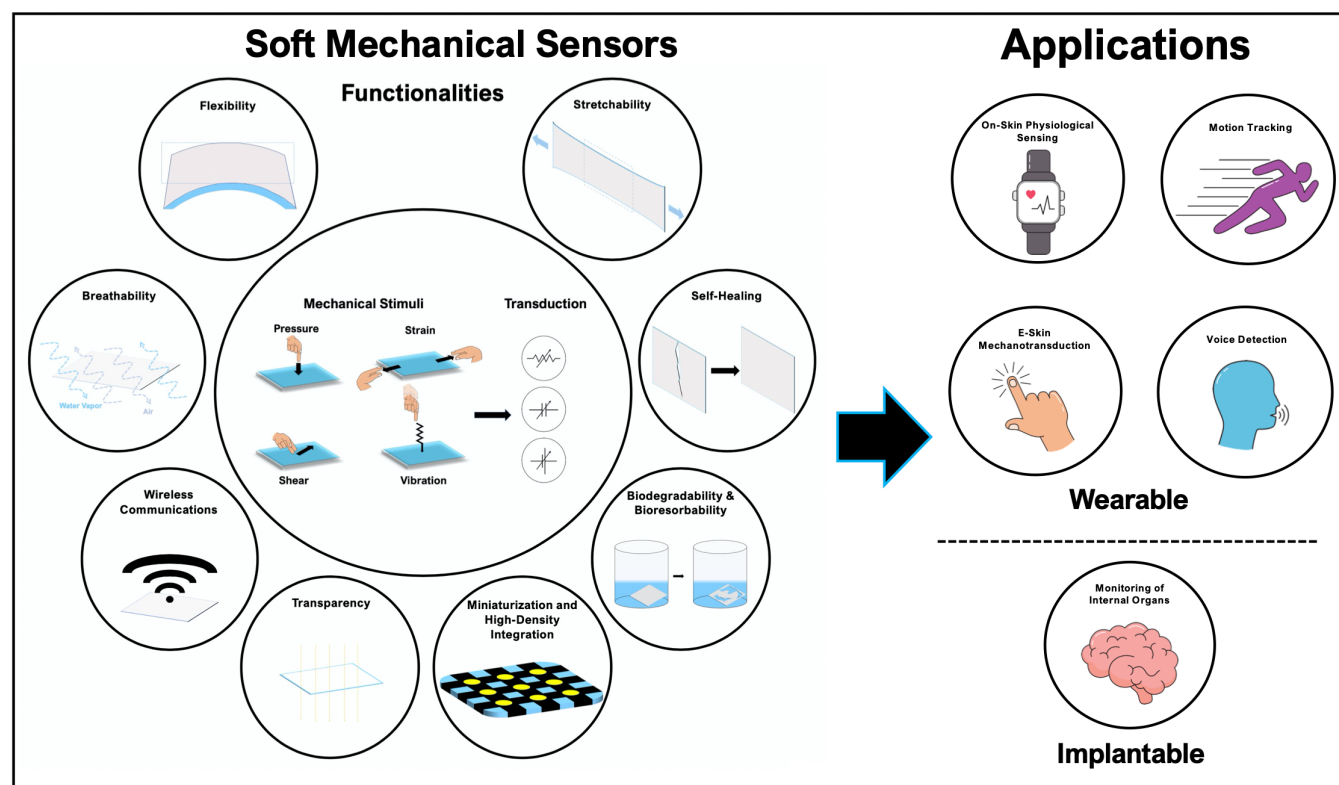 Soft Mechanical Sensors
Functionalities
Flexibility
Stretchability
Breathability
Water Vapor
Air
Self-Healing
Mechanical Stimuli
Transduction
Pressure
Strain
Shear
Vibration
Wireless
Communications
Biodegradability &
Bioresorbability
Transparency
Miniaturization and
High-Density
Integration
Applications
On-Skin Physiological
Sensing
Motion Tracking
E-Skin
Mechanotransduction
Voice Detection
Wearable
Monitoring of
Internal Organs
Implantable